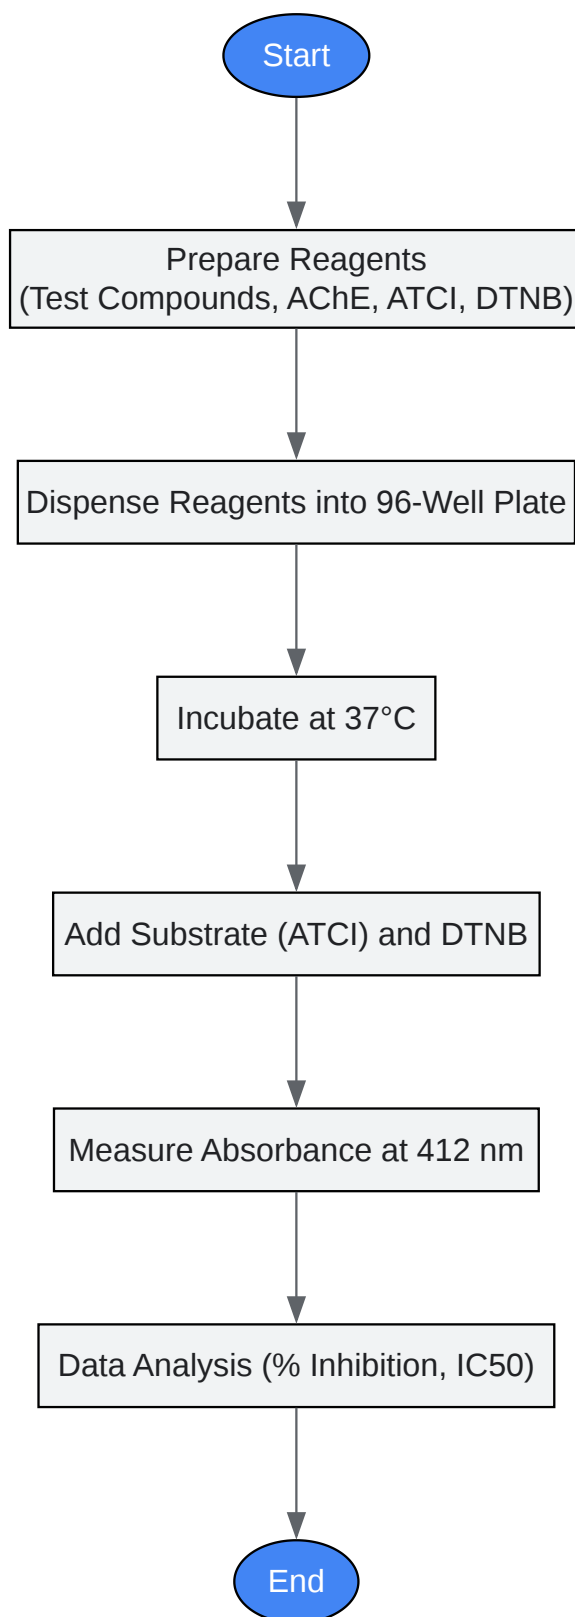 Start
Prepare Reagents
(Test Compounds, AChE, ATCI, DTNB)
Dispense Reagents into 96-Well Plate
Incubate at 37°C
Add Substrate (ATCI) and DTNB
Measure Absorbance at 412 nm
Data Analysis (% Inhibition, IC50)
End